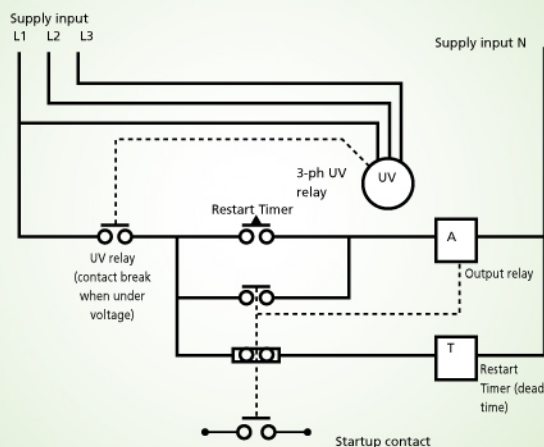 Supply input
L1 L2 L3
Supply input N
3-ph UV
relay
UV
Restart Timer
UV relay
(contact break
when under
voltage)
A
Output relay
T
Restart
Timer (dead
time)
Startup contact